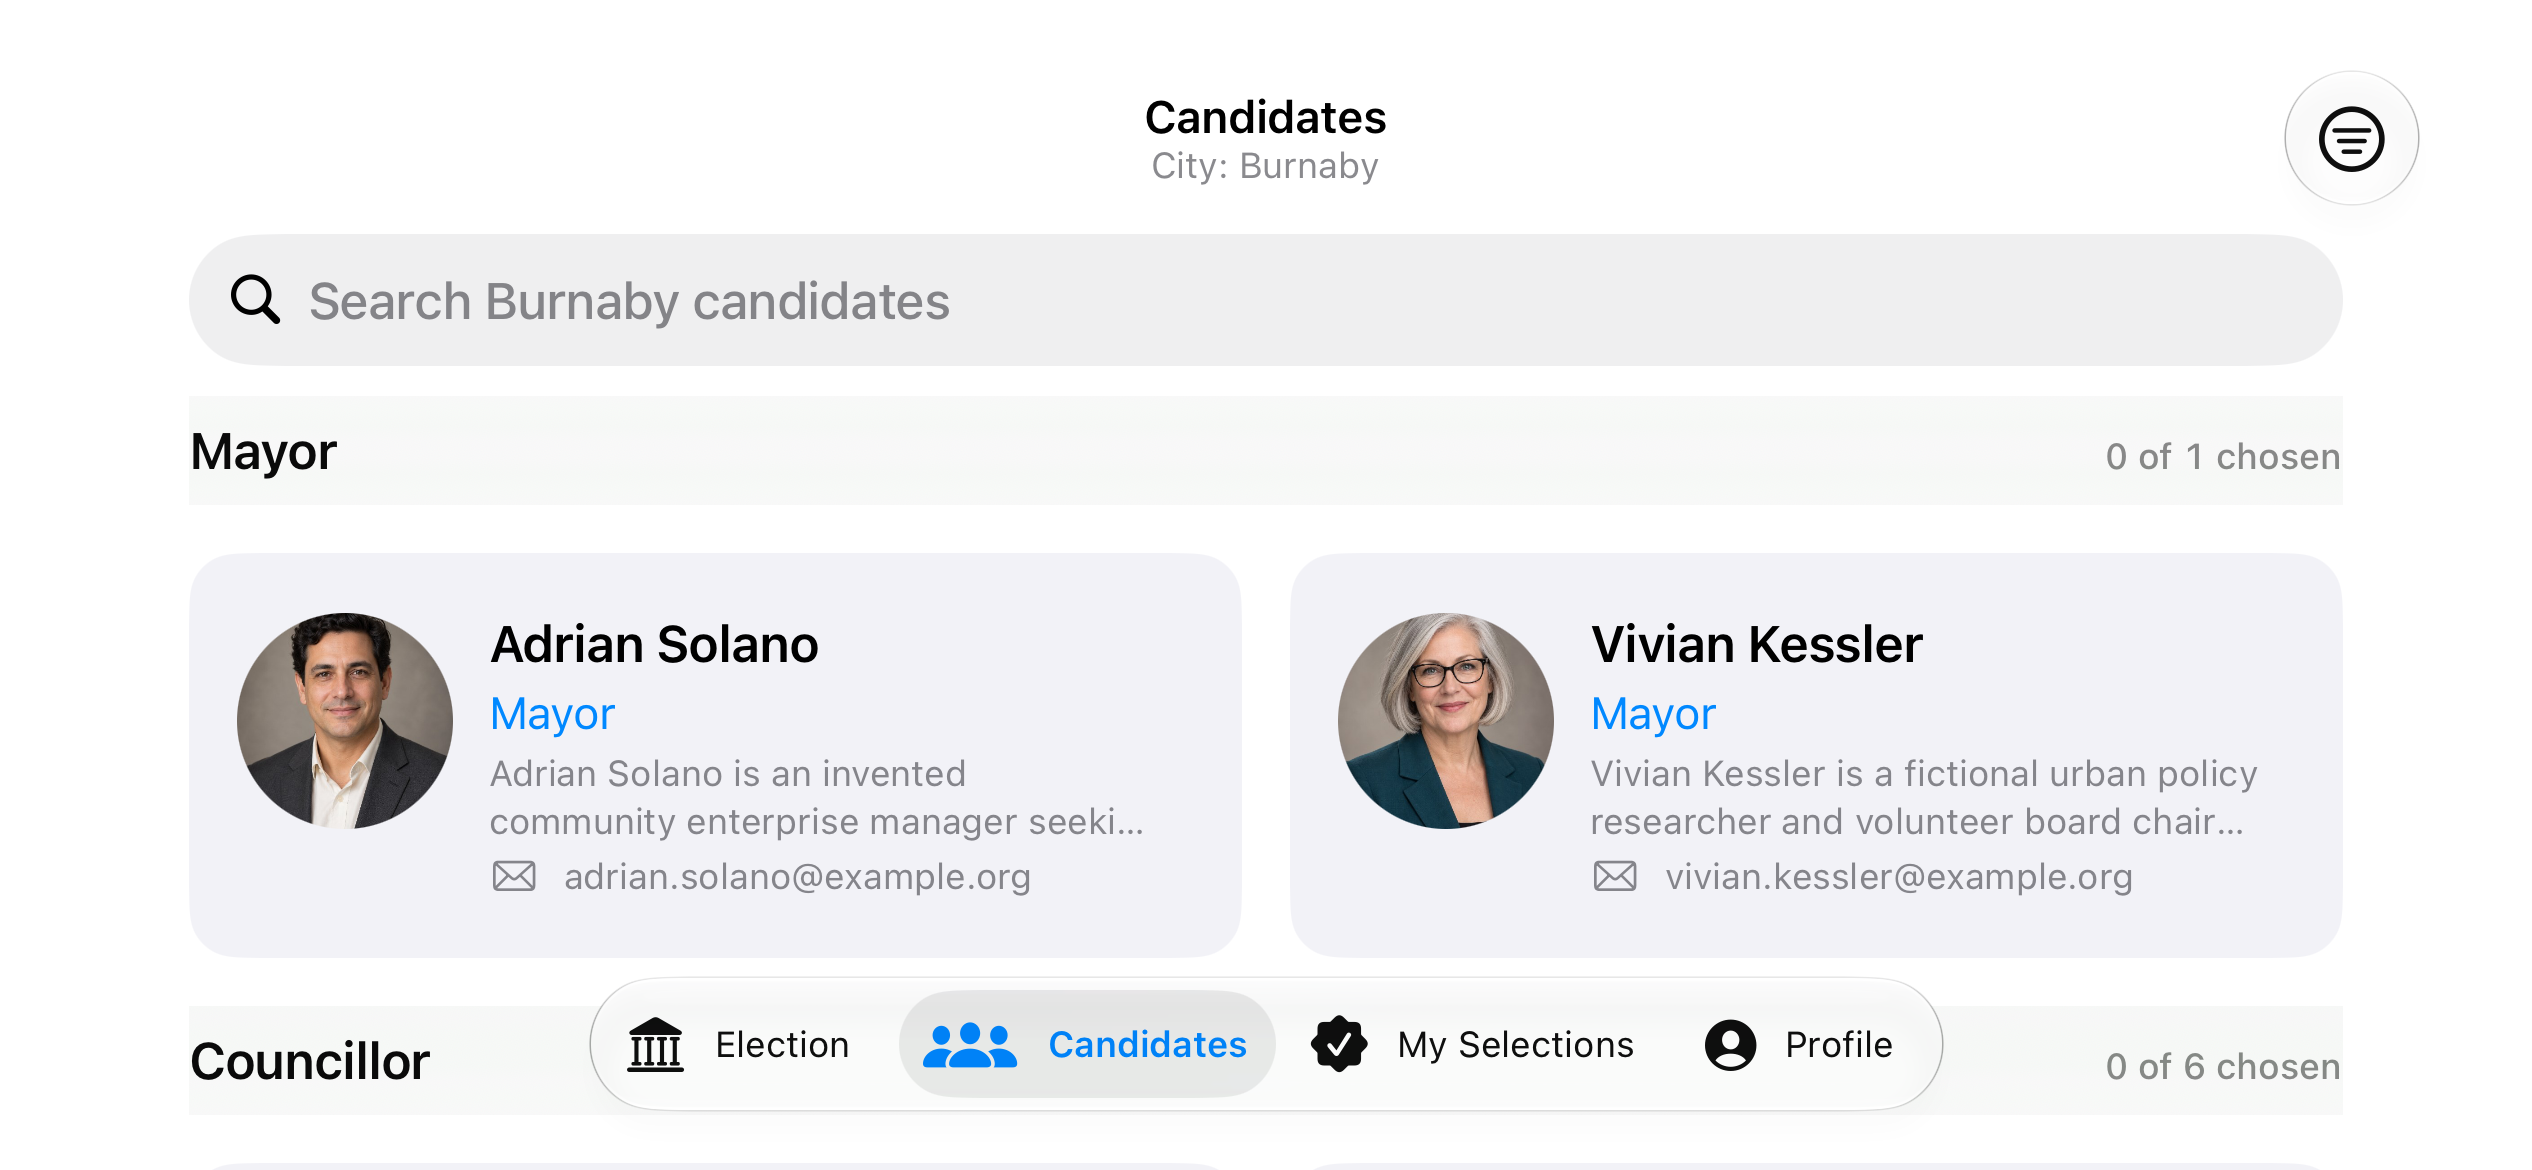 Candidates
City: Burnaby
Search Burnaby candidates
Mayor
0 of 1 chosen
Adrian Solano
Mayor
Adrian Solano is an invented
community enterprise manager seeki...
adrian.solano@example.org
Vivian Kessler
Mayor
Vivian Kessler is a fictional urban policy
researcher and volunteer board chair...
vivian.kessler@example.org
Councillor
0 of 6 chosen
Election
Candidates
My Selections
Profile